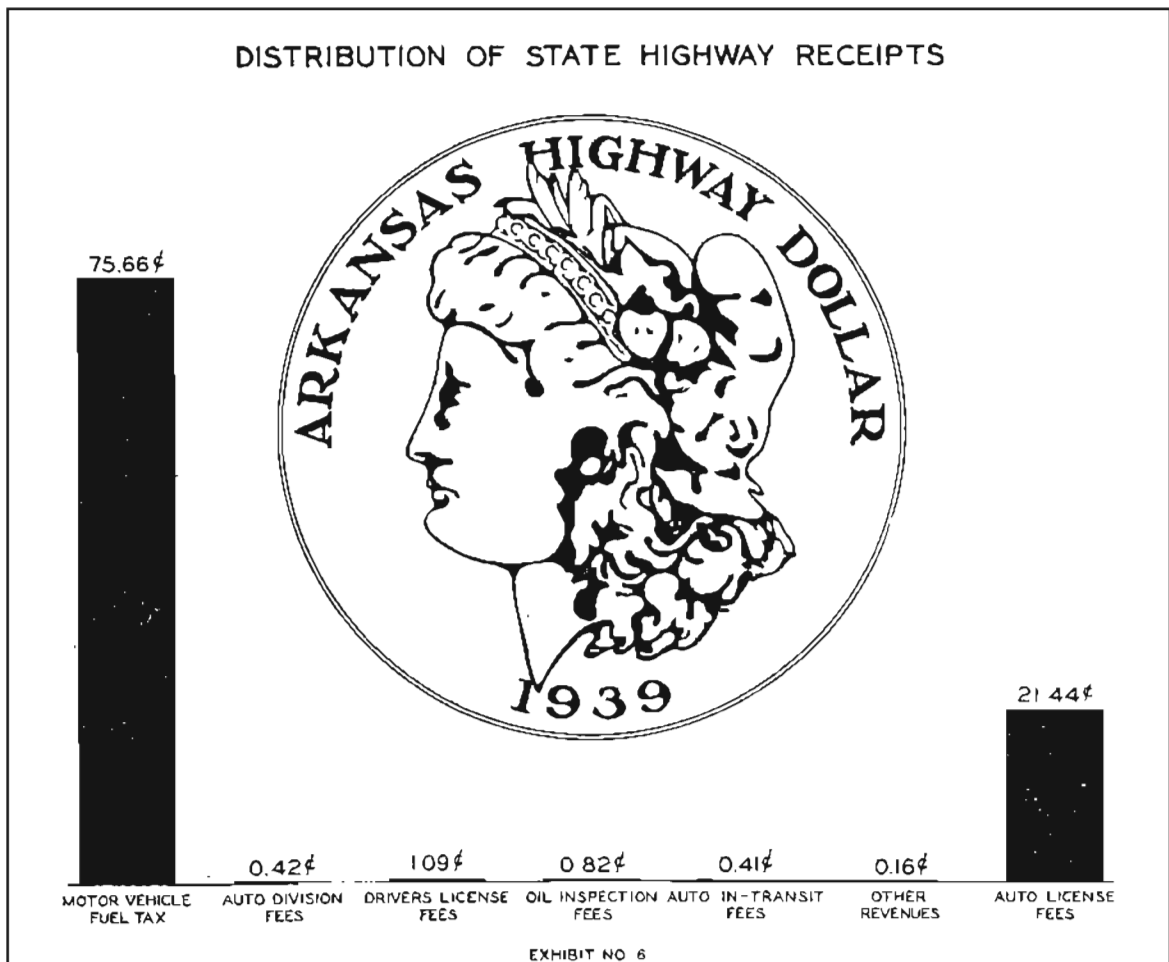 DISTRIBUTION OF STATE HIGHWAY RECEIPTS
ARKANSAS HIGHWAY DOLLAR
1939
75.66¢
0.42¢
1.09¢
0.82¢
0.41¢
0.16¢
21.44¢
MOTOR VEHICLE
FUEL TAX
AUTO DIVISION
FEES
DRIVERS LICENSE
FEES
OIL INSPECTION
FEES
AUTO IN-TRANSIT
FEES
OTHER
REVENUES
AUTO LICENSE
FEES
EXHIBIT NO 6